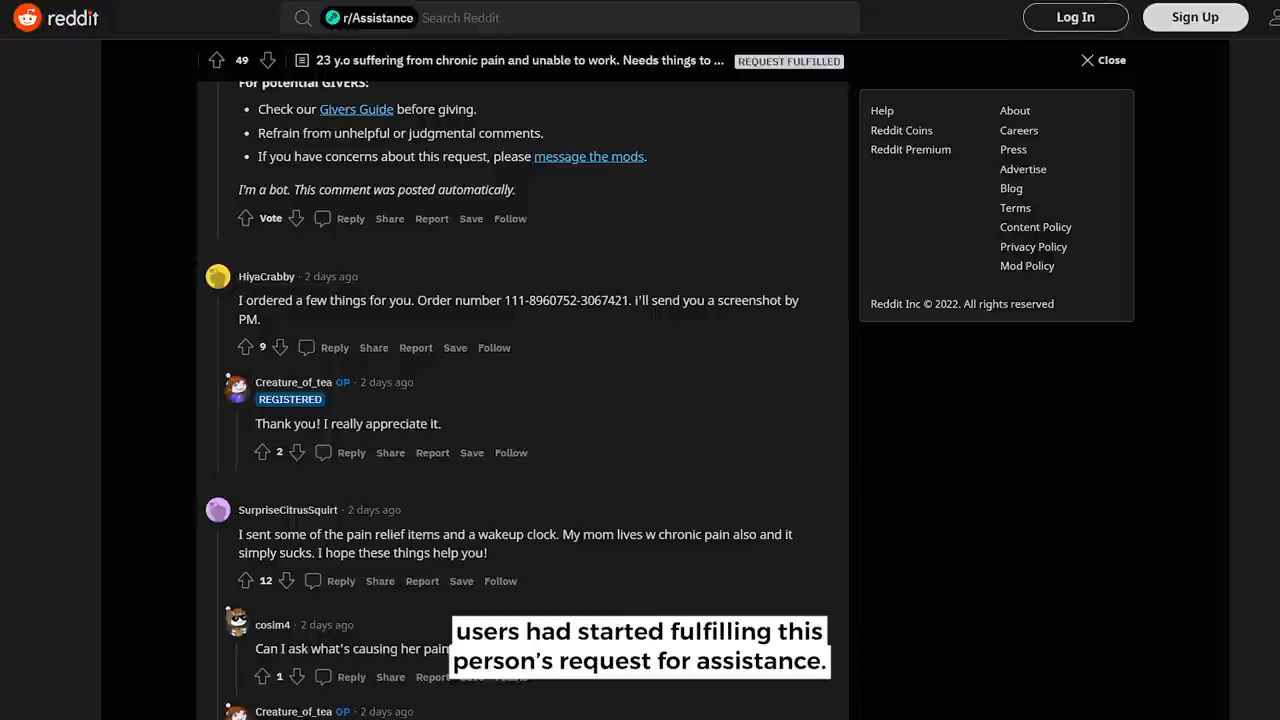 reddit
r/Assistance
Search Reddit
Log In
Sign Up
49
23 y.o suffering from chronic pain and unable to work. Needs things to ...
REQUEST FULFILLED
Close
For potential GIVERS:
• Check our Givers Guide before giving.
• Refrain from unhelpful or judgmental comments.
• If you have concerns about this request, please message the mods.
I'm a bot. This comment was posted automatically.
Vote Reply Share Report Save Follow
HiyaCrabby · 2 days ago
I ordered a few things for you. Order number 111-8960752-3067421. i'll send you a screenshot by
PM.
9 Reply Share Report Save Follow
Creature_of_tea OP · 2 days ago
REGISTERED
Thank you! I really appreciate it.
2 Reply Share Report Save Follow
SurpriseCitrusSquirt · 2 days ago
I sent some of the pain relief items and a wakeup clock. My mom lives w chronic pain also and it
simply sucks. I hope these things help you!
12 Reply Share Report Save Follow
cosim4 · 2 days ago
Can I ask what's causing her pain
1 Reply Share Report
Creature_of_tea OP · 2 days ago
users had started fulfilling this
person's request for assistance.
Help
Reddit Coins
Reddit Premium
About
Careers
Press
Advertise
Blog
Terms
Content Policy
Privacy Policy
Mod Policy
Reddit Inc © 2022. All rights reserved